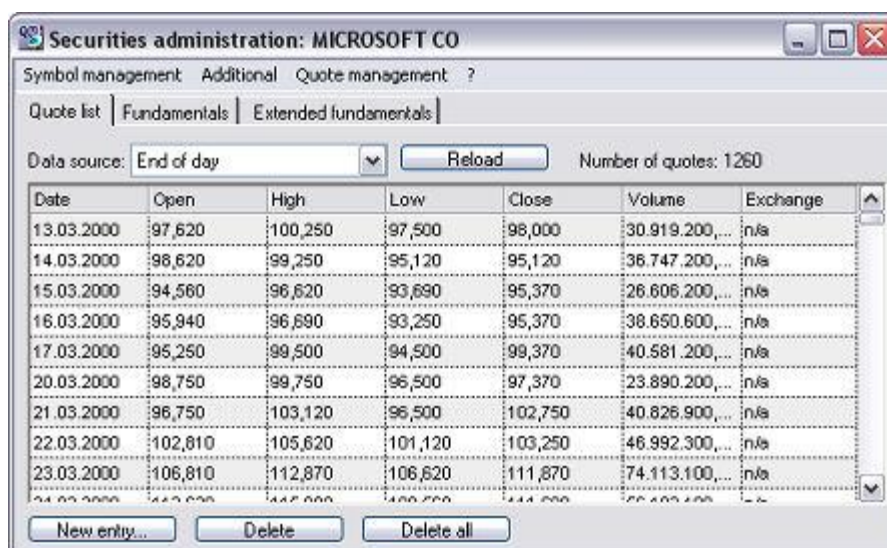 Securities administration: MICROSOFT CO
Symbol management Additional Quote management ?
Quote list Fundamentals Extended fundamentals
Data source: End of day Reload Number of quotes: 1260
Date Open High Low Close Volume Exchange
13.03.2000 97,620 100,250 97,500 98,000 30.919.200,... n/a
14.03.2000 98,620 99,250 95,120 95,120 36.747.200,... n/a
15.03.2000 94,560 96,620 93,690 95,370 26.606.200,... n/a
16.03.2000 95,940 96,690 93,250 95,370 38.650.600,... n/a
17.03.2000 95,250 99,500 94,500 99,370 40.581.200,... n/a
20.03.2000 98,750 99,750 96,500 97,370 23.890.200,... n/a
21.03.2000 96,750 103,120 96,500 102,750 40.826.900,... n/a
22.03.2000 102,810 105,620 101,120 103,250 46.992.300,... n/a
23.03.2000 106,810 112,870 106,620 111,870 74.113.100,... n/a
New entry... Delete Delete all